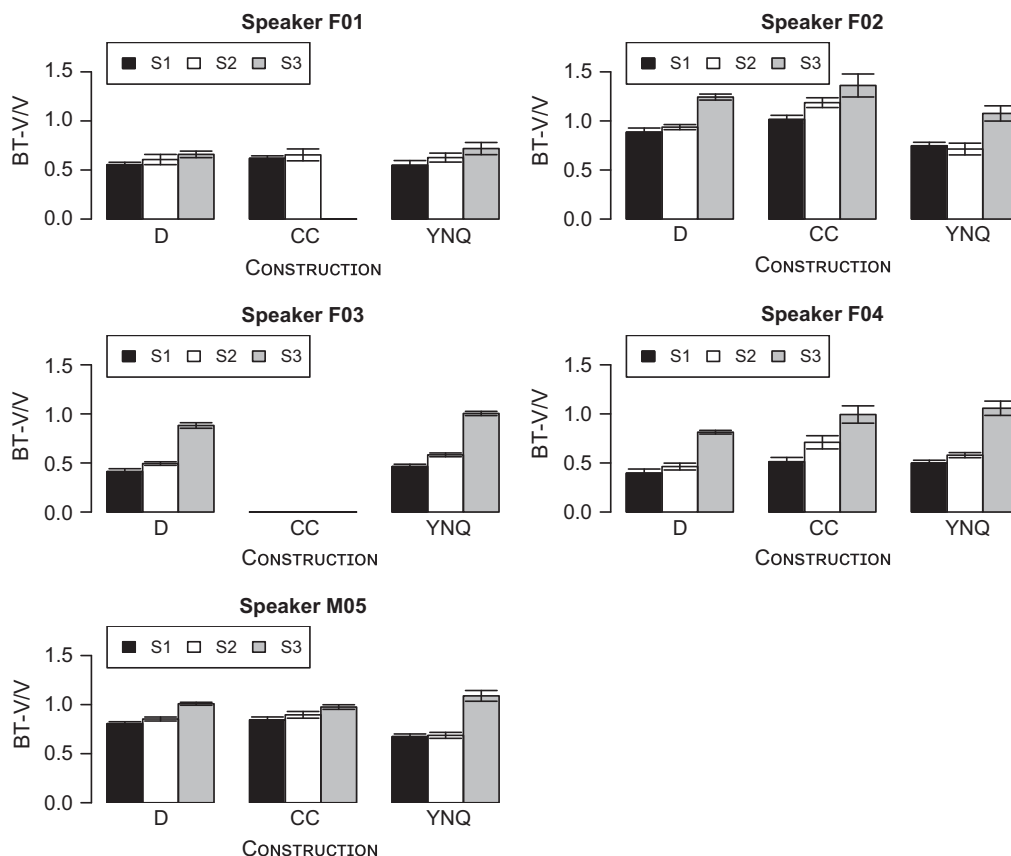 Speaker F01
S1 S2 S3
BT-V/V
1.5
1.0
0.5
0.0
D CC YNQ
CONSTRUCTION
Speaker F02
S1 S2 S3
BT-V/V
1.5
1.0
0.5
0.0
D CC YNQ
CONSTRUCTION
Speaker F03
S1 S2 S3
BT-V/V
1.5
1.0
0.5
0.0
D CC YNQ
CONSTRUCTION
Speaker F04
S1 S2 S3
BT-V/V
1.5
1.0
0.5
0.0
D CC YNQ
CONSTRUCTION
Speaker M05
S1 S2 S3
BT-V/V
1.5
1.0
0.5
0.0
D CC YNQ
CONSTRUCTION